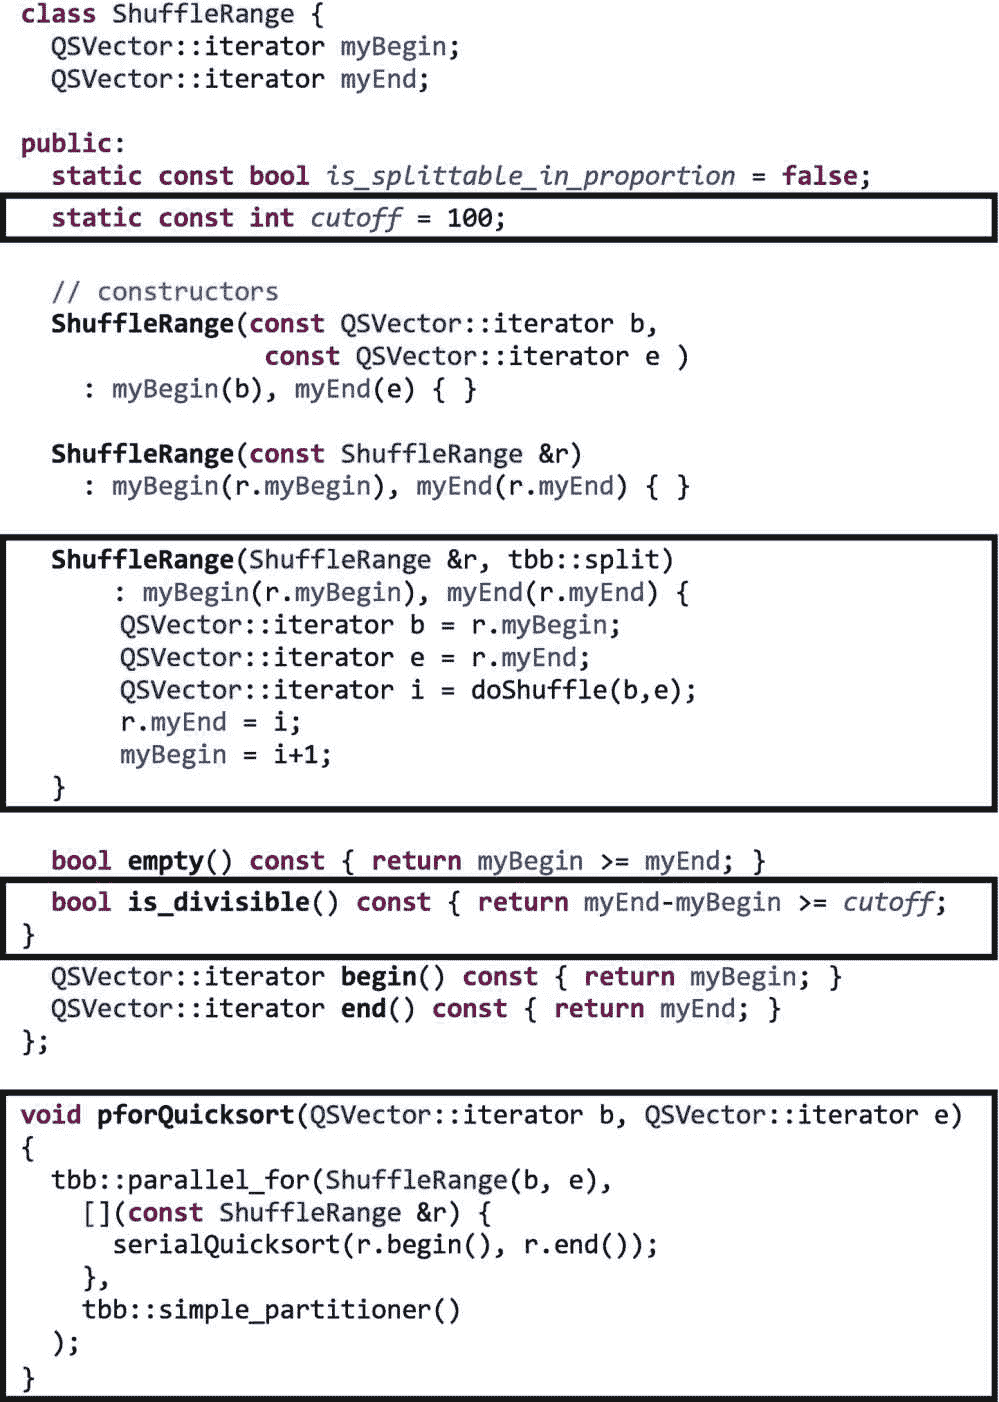 class ShuffleRange {
  QSVector::iterator myBegin;
  QSVector::iterator myEnd;

public:
  static const bool is_splittable_in_proportion = false;
  static const int cutoff = 100;

  // constructors
  ShuffleRange(const QSVector::iterator b,
                const QSVector::iterator e )
    : myBegin(b), myEnd(e) { }

  ShuffleRange(const ShuffleRange &r)
    : myBegin(r.myBegin), myEnd(r.myEnd) { }

  ShuffleRange(ShuffleRange &r, tbb::split)
      : myBegin(r.myBegin), myEnd(r.myEnd) {
      QSVector::iterator b = r.myBegin;
      QSVector::iterator e = r.myEnd;
      QSVector::iterator i = doShuffle(b,e);
      r.myEnd = i;
      myBegin = i+1;
  }

  bool empty() const { return myBegin >= myEnd; }
  bool is_divisible() const { return myEnd-myBegin >= cutoff;
}
  QSVector::iterator begin() const { return myBegin; }
  QSVector::iterator end() const { return myEnd; }
};

void pforQuicksort(QSVector::iterator b, QSVector::iterator e)
{
  tbb::parallel_for(ShuffleRange(b, e),
    [](const ShuffleRange &r) {
      serialQuicksort(r.begin(), r.end());
    },
    tbb::simple_partitioner()
  );
}